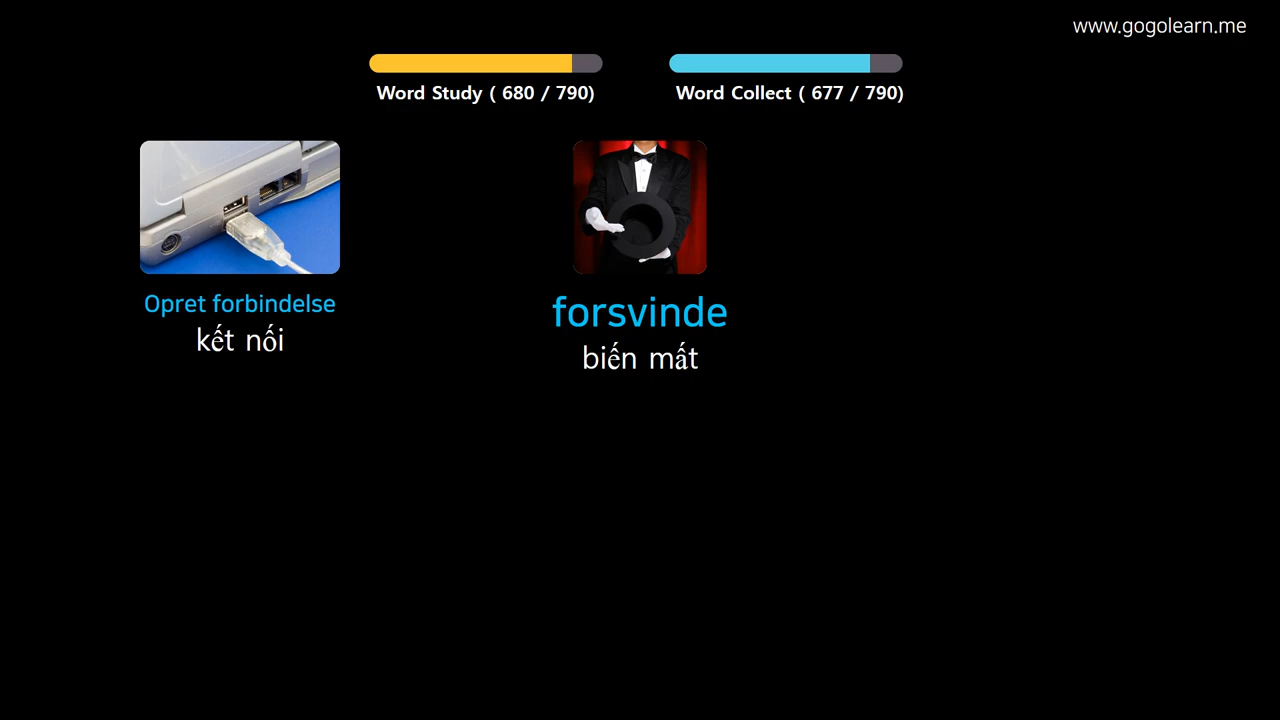 www.gogolearn.me
Word Study ( 680 / 790)
Word Collect ( 677 / 790)
Opret forbindelse
kết nối
forsvinde
biến mất